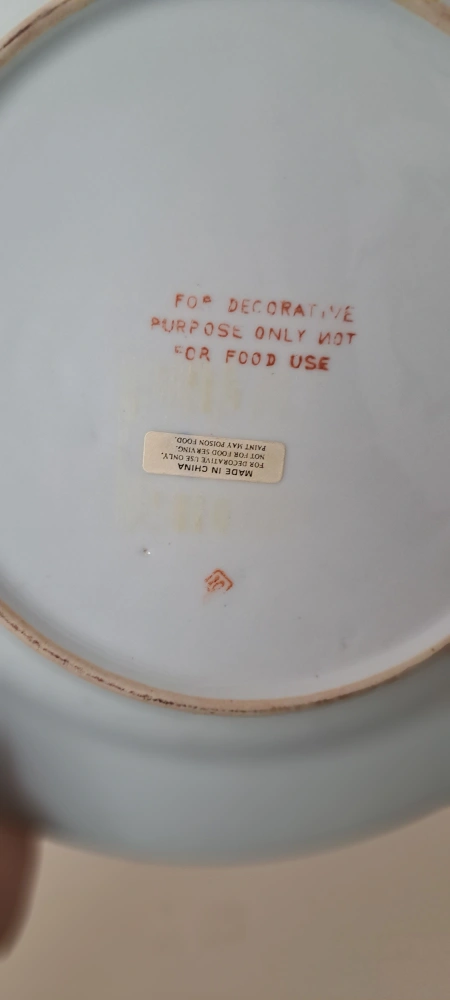 FOR DECORATIVE
PURPOSE ONLY NOT
FOR FOOD USE
MADE IN CHINA
FOR DECORATIVE USE ONLY.
NOT FOR FOOD SERVING.
PAINT MAY POISON FOOD.